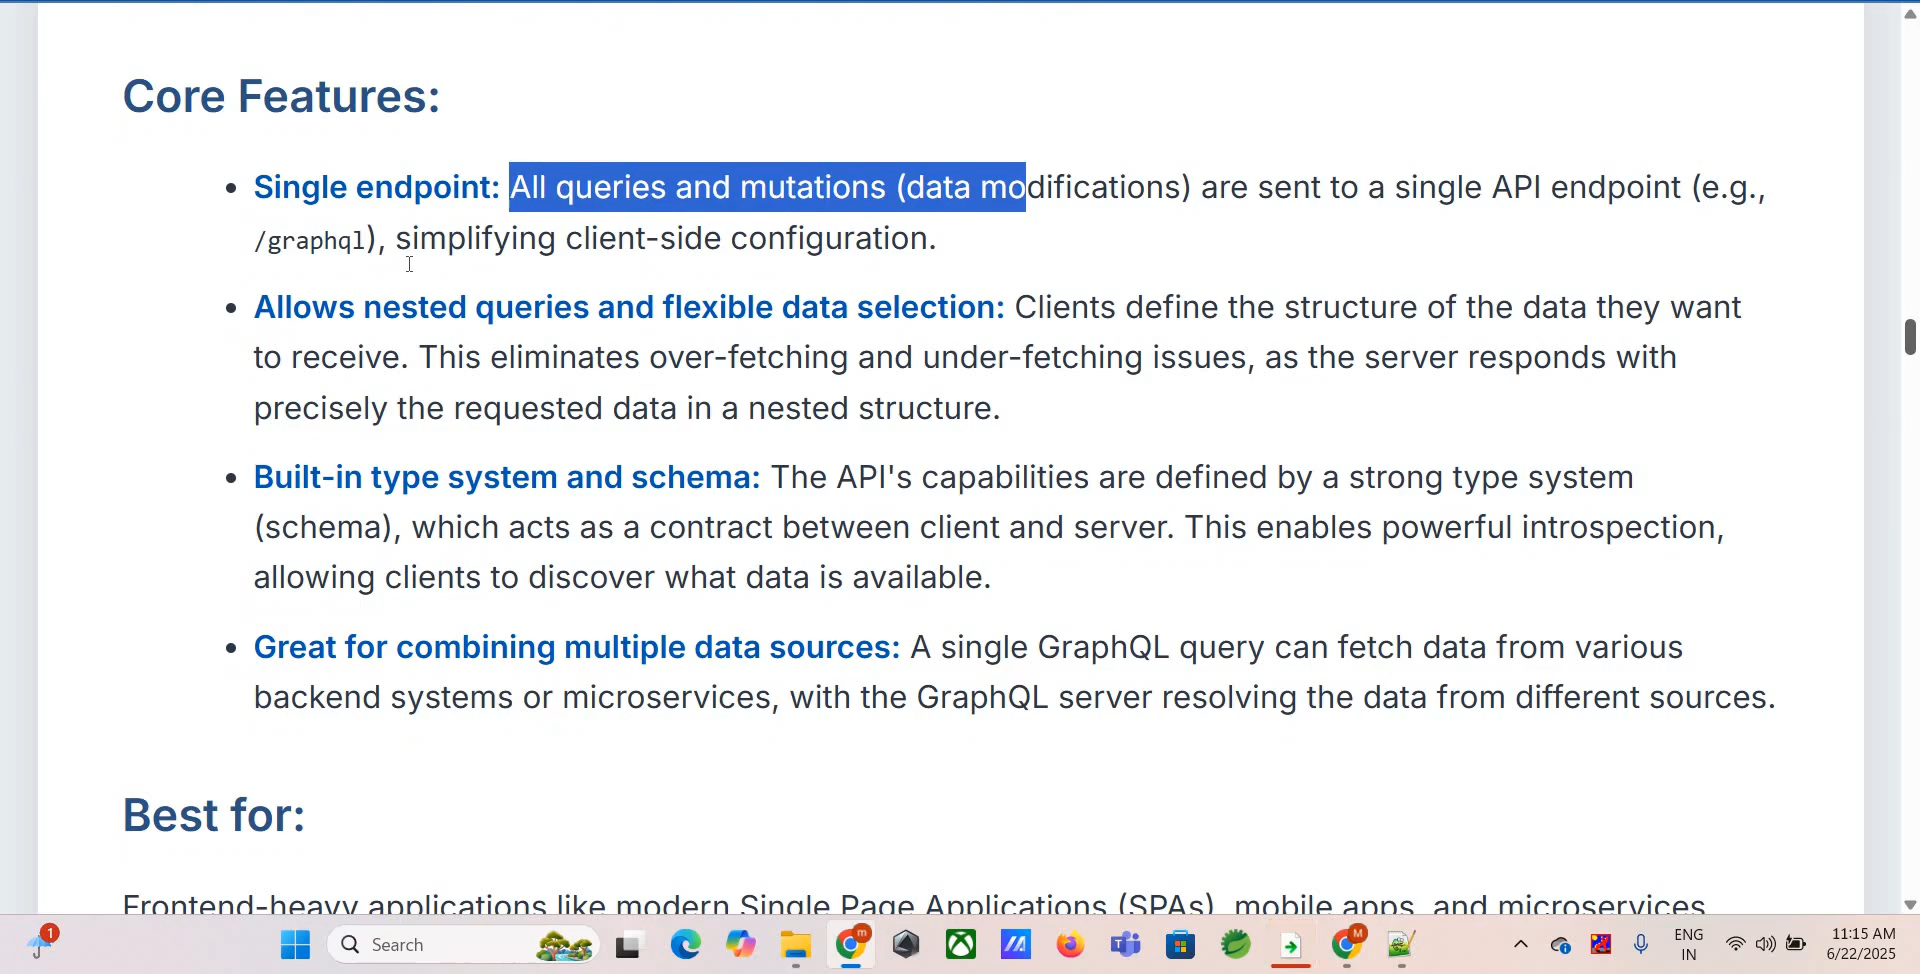 Core Features:
• Single endpoint: All queries and mutations (data modifications) are sent to a single API endpoint (e.g.,
/graphql), simplifying client-side configuration.
• Allows nested queries and flexible data selection: Clients define the structure of the data they want
to receive. This eliminates over-fetching and under-fetching issues, as the server responds with
precisely the requested data in a nested structure.
• Built-in type system and schema: The API's capabilities are defined by a strong type system
(schema), which acts as a contract between client and server. This enables powerful introspection,
allowing clients to discover what data is available.
• Great for combining multiple data sources: A single GraphQL query can fetch data from various
backend systems or microservices, with the GraphQL server resolving the data from different sources.
Best for:
Frontend-heavy applications like modern Single Page Applications (SPAs), mobile apps, and microservices
1
Search
m
M
ENG
IN
11:15 AM
6/22/2025